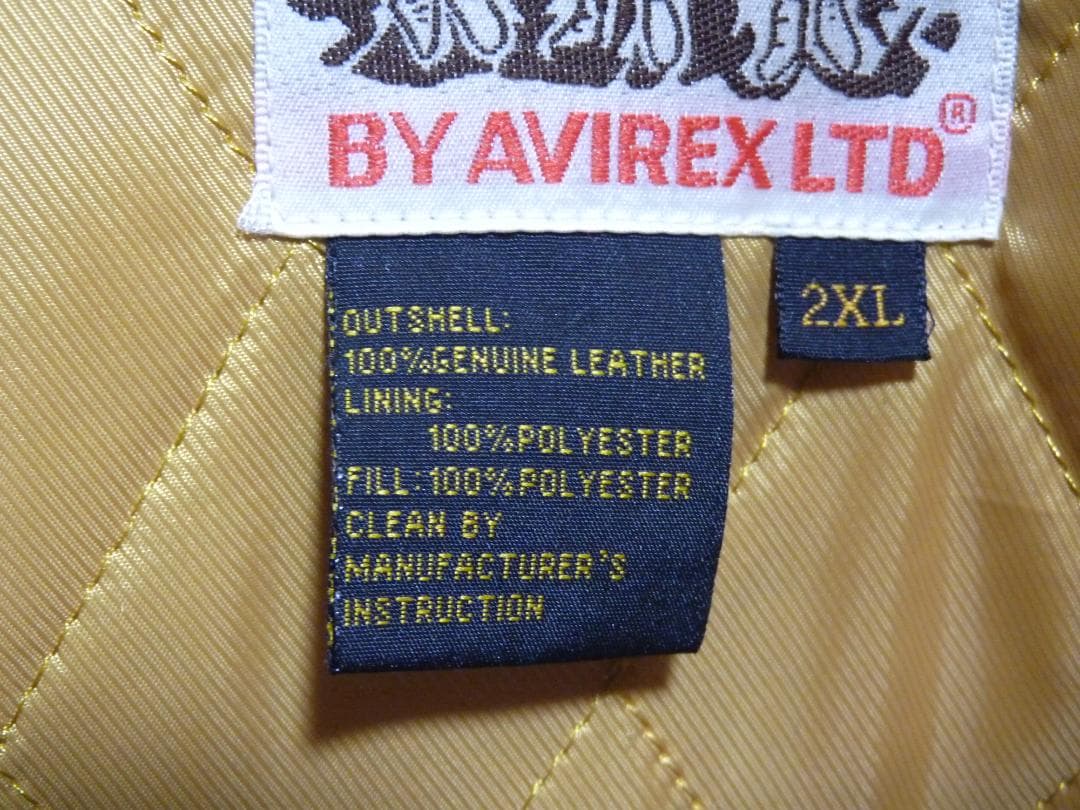 BY AVIREX LTD®
2XL
OUTSHELL:
100%GENUINE LEATHER
LINING:
100%POLYESTER
FILL:100%POLYESTER
CLEAN BY
MANUFACTURER'S
INSTRUCTION